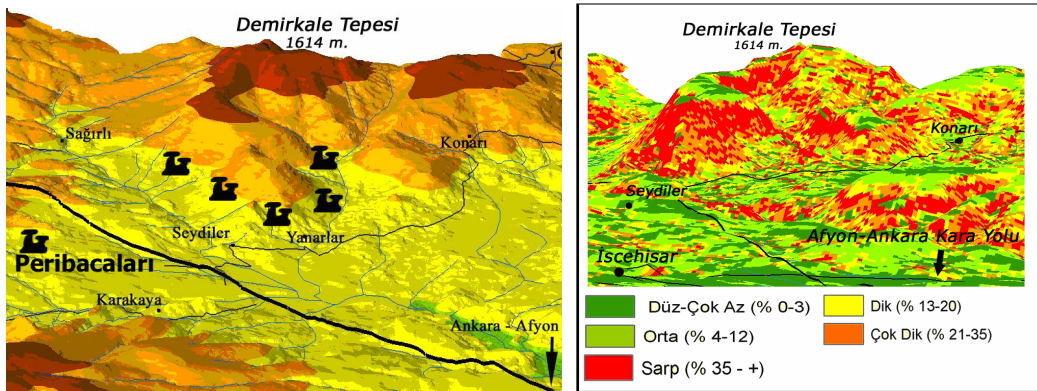 Demirkale Tepesi
1614 m.
Sağırlı
Konarı
Seydiler
Yanarlar
Peribacaları
Karakaya
Ankara - Afyon
Demirkale Tepesi
1614 m.
Konarı
Seydiler
Afyon-Ankara Kara Yolu
Iscehisar
Düz-Çok Az (% 0-3)
Dik (% 13-20)
Orta (% 4-12)
Çok Dik (% 21-35)
Sarp (% 35 - +)